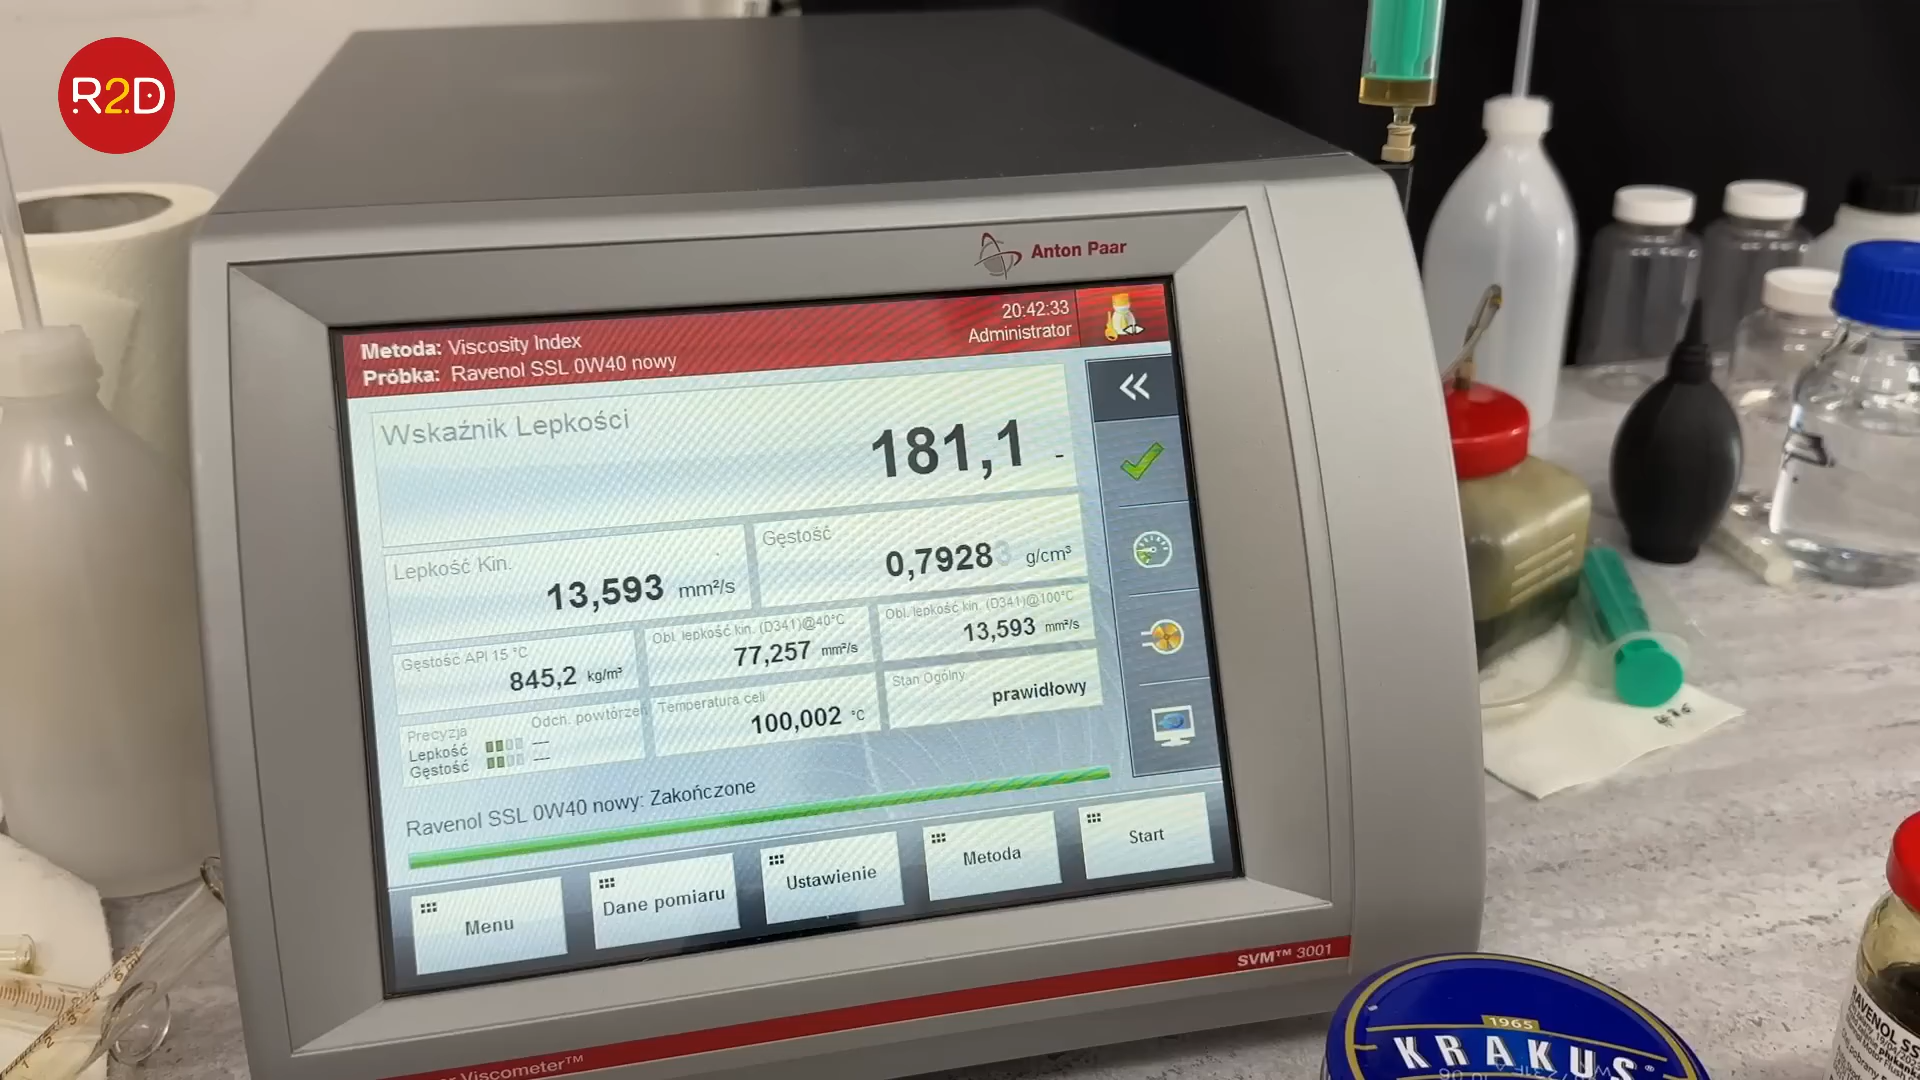 R2D
Anton Paar
20:42:33
Administrator
Metoda: Viscosity Index
Próbka: Ravenol SSL 0W40 nowy
Wskaźnik Lepkości
181,1 -
Lepkość Kin.
13,593 mm²/s
Gęstość
0,79283 g/cm³
Gęstość API 15 °C
845,2 kg/m³
Obl. lepkość kin. (D341)@40°C
77,257 mm²/s
Obl. lepkość kin. (D341)@100°C
13,593 mm²/s
Precyzja
Odch. powtórzeń
Lepkość ---
Gęstość ---
Temperatura celi
100,002 °C
Stan Ogólny
prawidłowy
Ravenol SSL 0W40 nowy: Zakończone
Menu
Dane pomiaru
Ustawienie
Metoda
Start
SVM™ 3001
Viscometer™
1965
KRAKUS®
RAVENOL